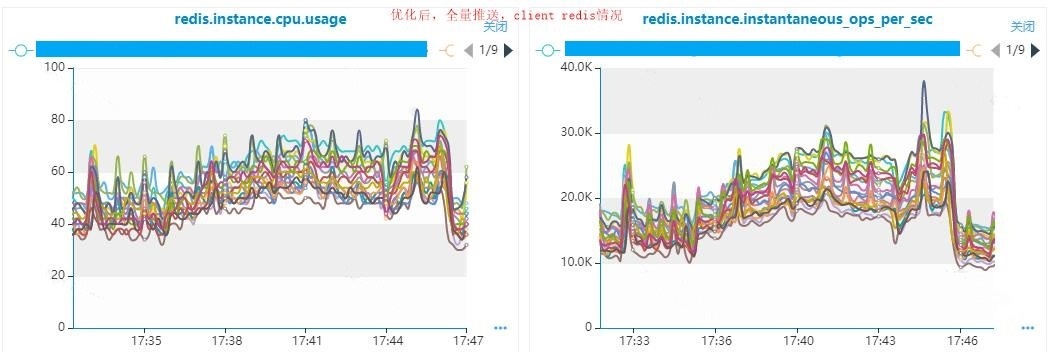 优化后, 全量推送, client redis情况
redis.instance.cpu.usage
关闭
1/9
100
80
60
40
20
0
17:35
17:38
17:41
17:44
17:47
redis.instance.instantaneous_ops_per_sec
关闭
1/9
40.0K
30.0K
20.0K
10.0K
0
17:33
17:37
17:40
17:43
17:46